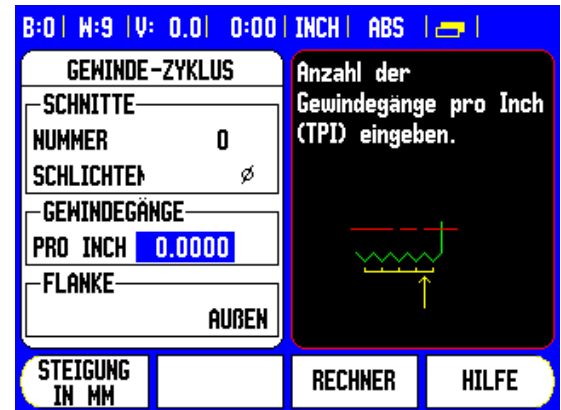 B:0| W:9 |V: 0.0| 0:00| INCH| ABS | |
GEWINDE-ZYKLUS
SCHNITTE
NUMMER 0
SCHLICHTEN ⌀
GEWINDEGÄNGE
PRO INCH 0.0000
FLANKE
AUßEN
Anzahl der
Gewindegänge pro Inch
(TPI) eingeben.
STEIGUNG
IN MM
RECHNER
HILFE